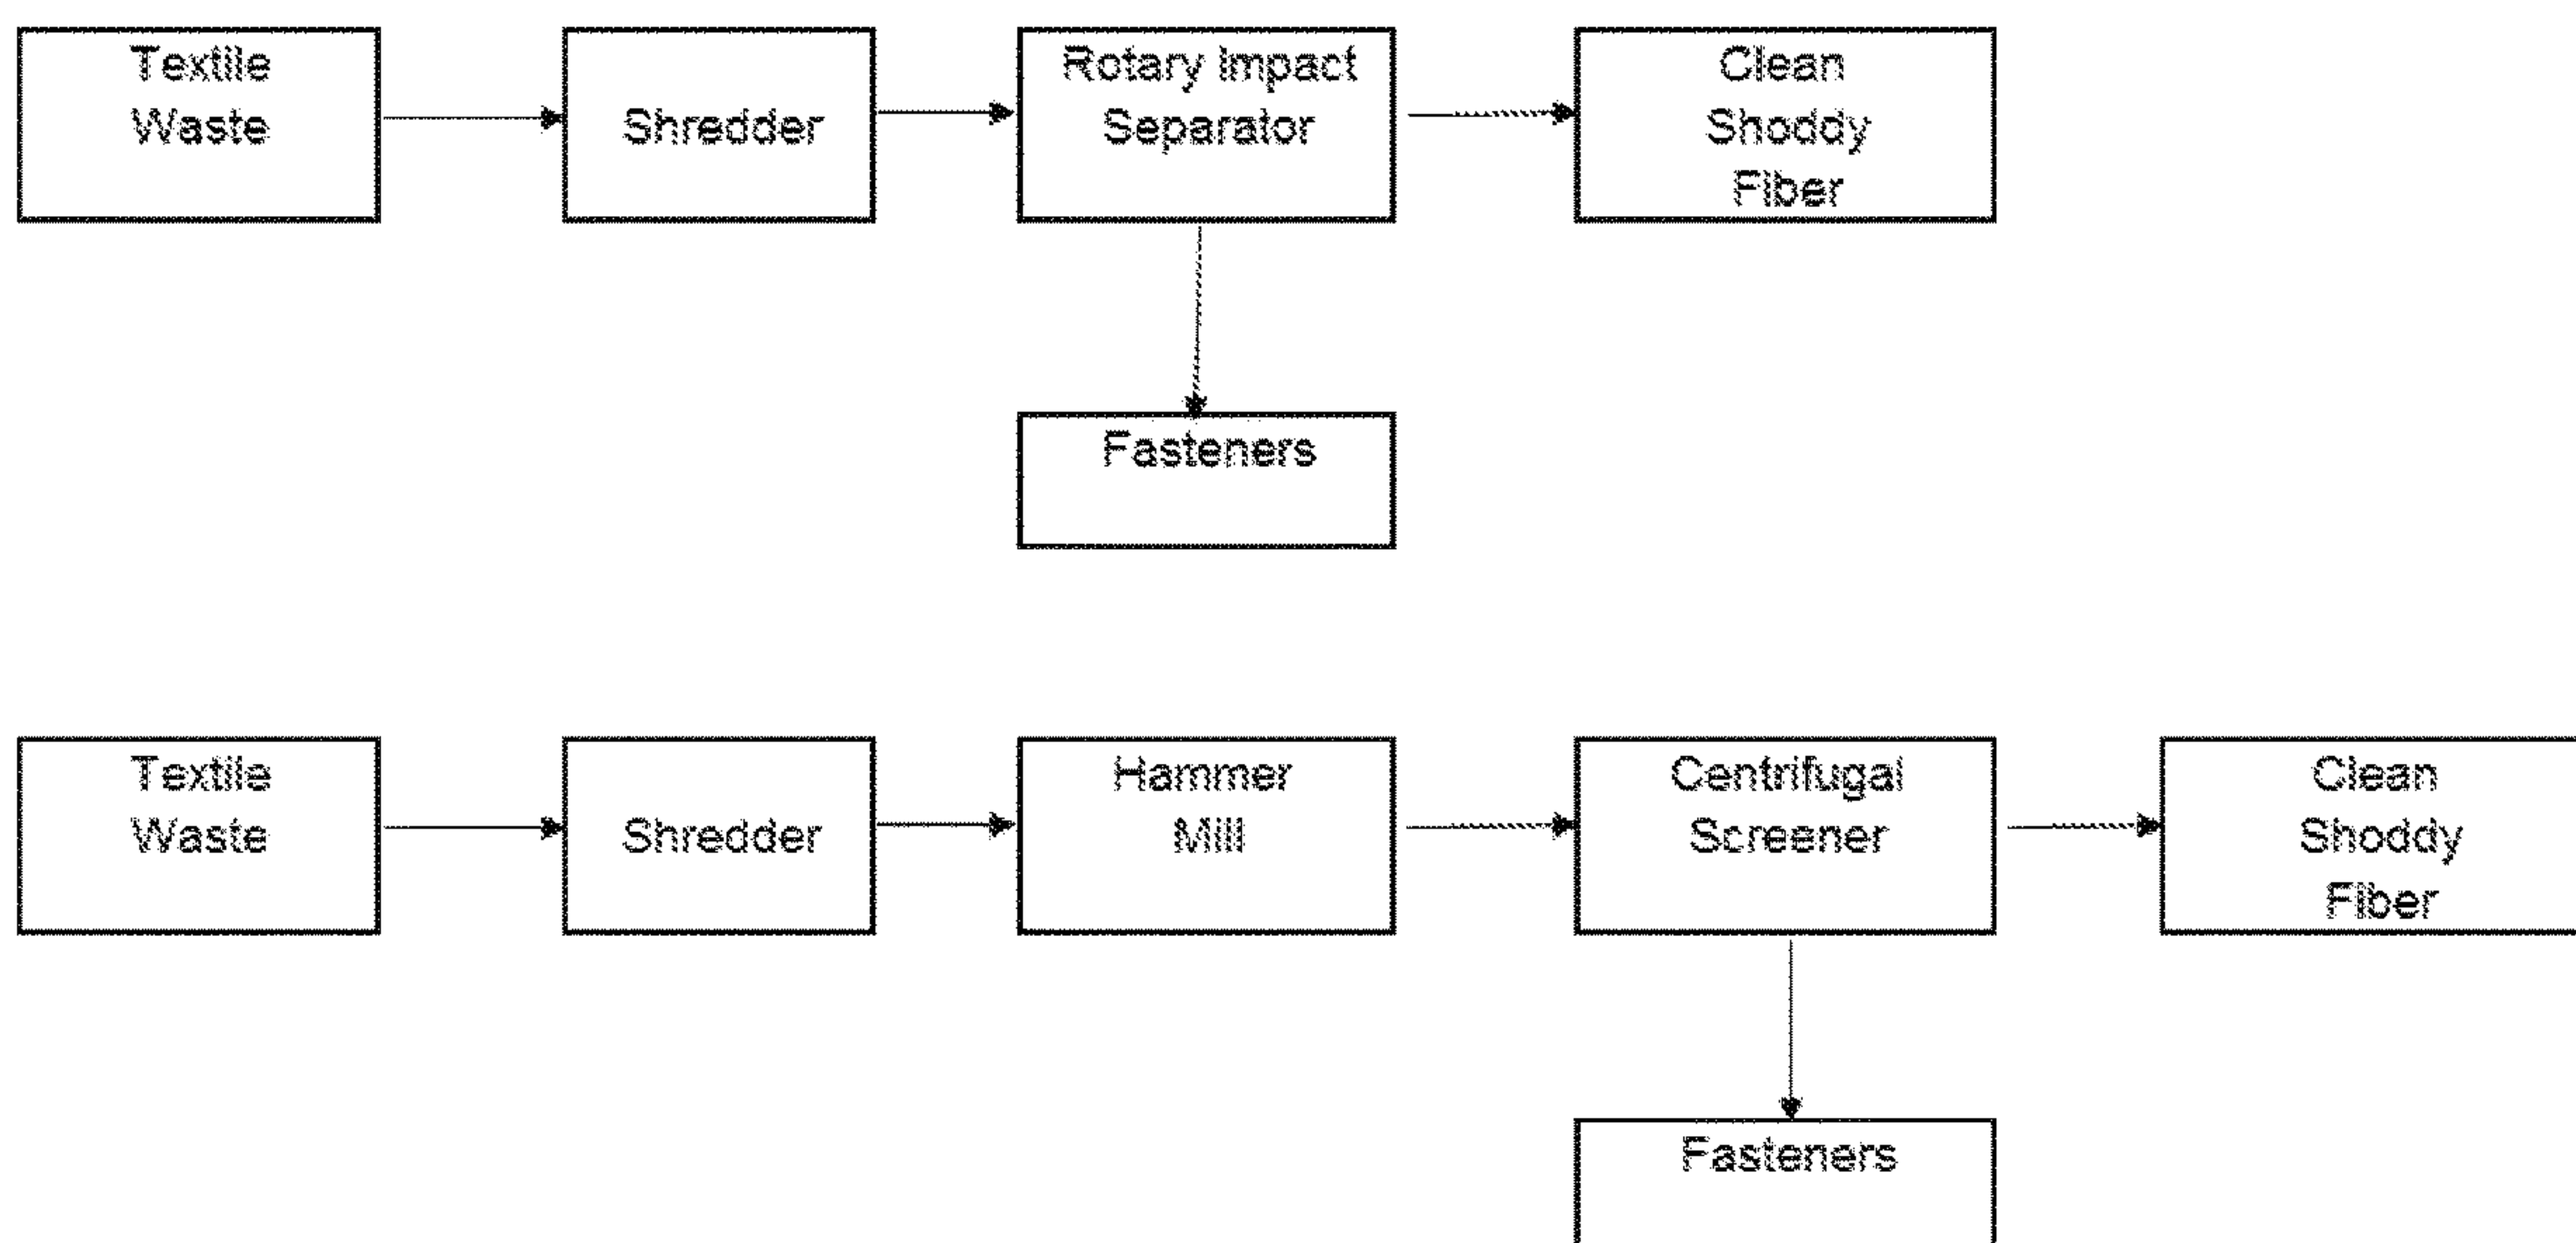 Textile
Waste
Shredder
Rotary Impact
Separator
Clean
Shoddy
Fiber
Fasteners
Textile
Waste
Shredder
Hammer
Mill
Centrifugal
Screener
Clean
Shoddy
Fiber
Fasteners